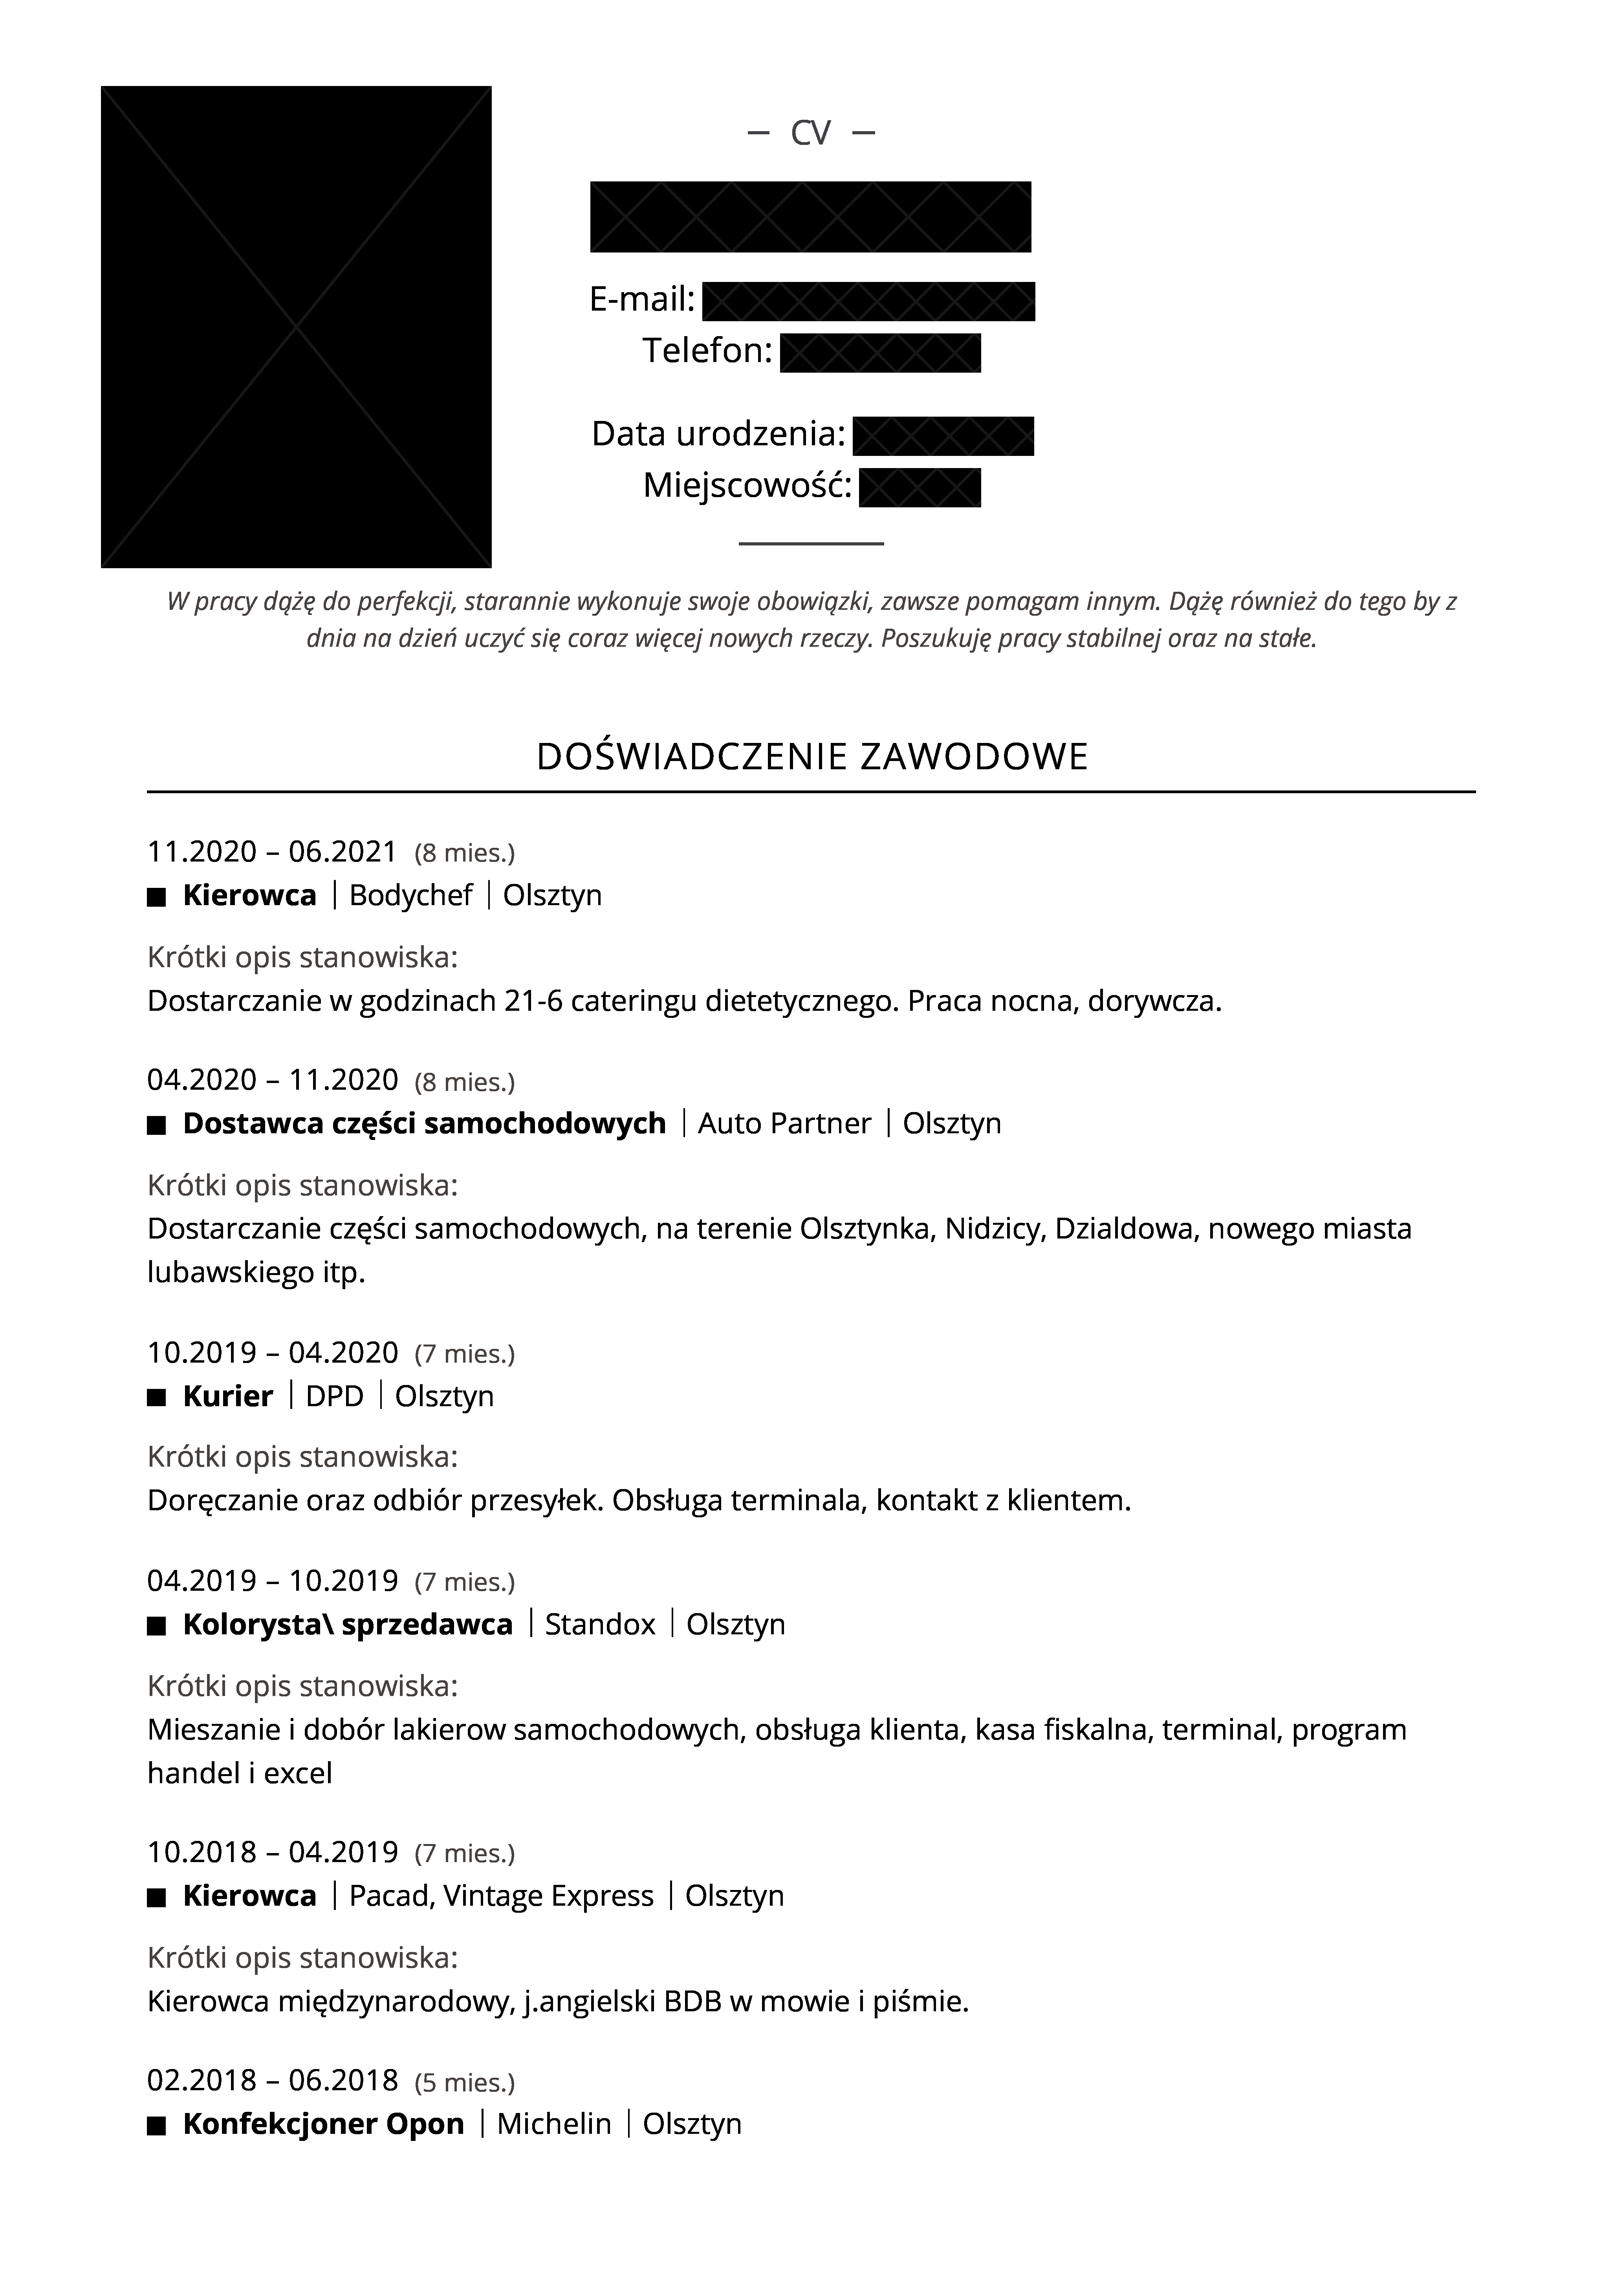 — CV —
E-mail:
Telefon:
Data urodzenia:
Miejscowość:
W pracy dążę do perfekcji, starannie wykonuje swoje obowiązki, zawsze pomagam innym. Dążę również do tego by z
dnia na dzień uczyć się coraz więcej nowych rzeczy. Poszukuję pracy stabilnej oraz na stałe.
DOŚWIADCZENIE ZAWODOWE
11.2020 – 06.2021 (8 mies.)
■ Kierowca | Bodychef | Olsztyn
Krótki opis stanowiska:
Dostarczanie w godzinach 21-6 cateringu dietetycznego. Praca nocna, dorywcza.
04.2020 – 11.2020 (8 mies.)
■ Dostawca części samochodowych | Auto Partner | Olsztyn
Krótki opis stanowiska:
Dostarczanie części samochodowych, na terenie Olsztynka, Nidzicy, Dzialdowa, nowego miasta
lubawskiego itp.
10.2019 – 04.2020 (7 mies.)
■ Kurier | DPD | Olsztyn
Krótki opis stanowiska:
Doręczanie oraz odbiór przesyłek. Obsługa terminala, kontakt z klientem.
04.2019 – 10.2019 (7 mies.)
■ Kolorysta\ sprzedawca | Standox | Olsztyn
Krótki opis stanowiska:
Mieszanie i dobór lakierow samochodowych, obsługa klienta, kasa fiskalna, terminal, program
handel i excel
10.2018 – 04.2019 (7 mies.)
■ Kierowca | Pacad, Vintage Express | Olsztyn
Krótki opis stanowiska:
Kierowca międzynarodowy, j.angielski BDB w mowie i piśmie.
02.2018 – 06.2018 (5 mies.)
■ Konfekcjoner Opon | Michelin | Olsztyn